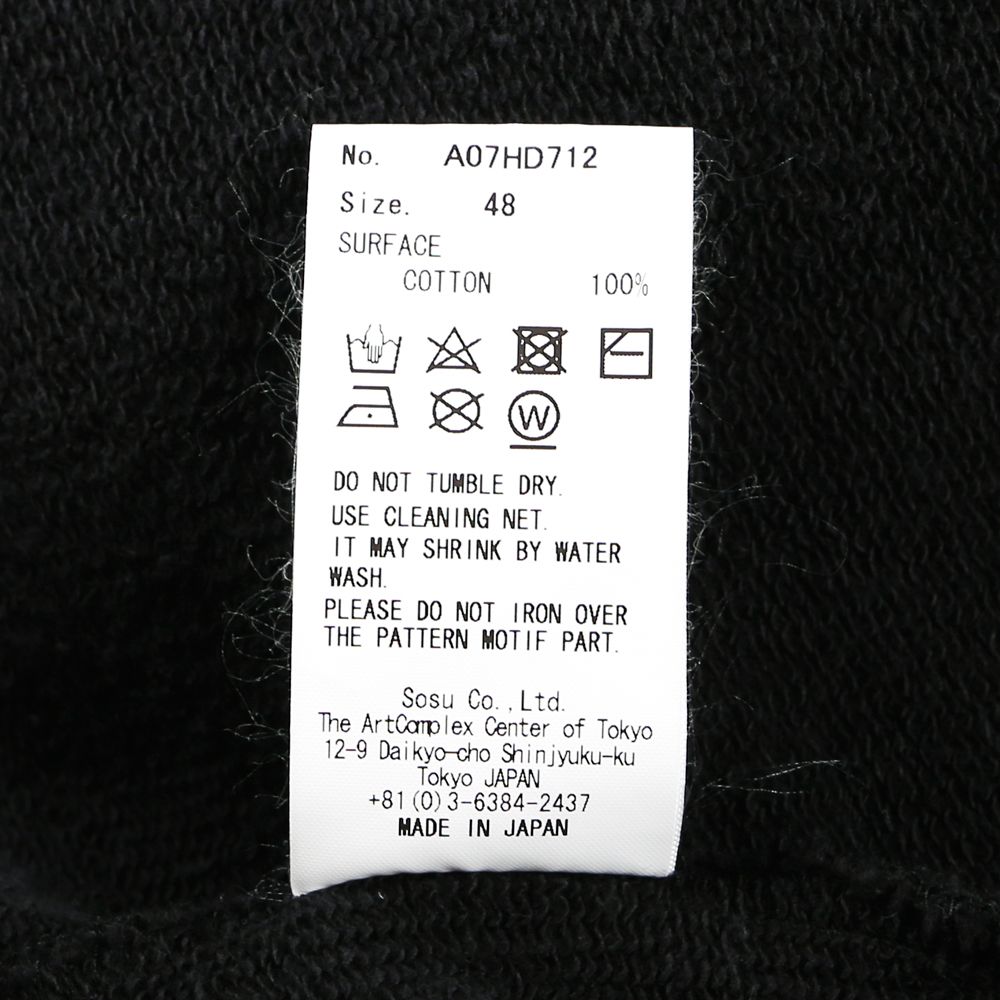 No. A07HD712
Size. 48
SURFACE
COTTON 100%
W
DO NOT TUMBLE DRY.
USE CLEANING NET.
IT MAY SHRINK BY WATER
WASH.
PLEASE DO NOT IRON OVER
THE PATTERN MOTIF PART.
Sosu Co.,Ltd.
The ArtComplex Center of Tokyo
12-9 Daikyo-cho Shinjyuku-ku
Tokyo JAPAN
+81(0)3-6384-2437
MADE IN JAPAN